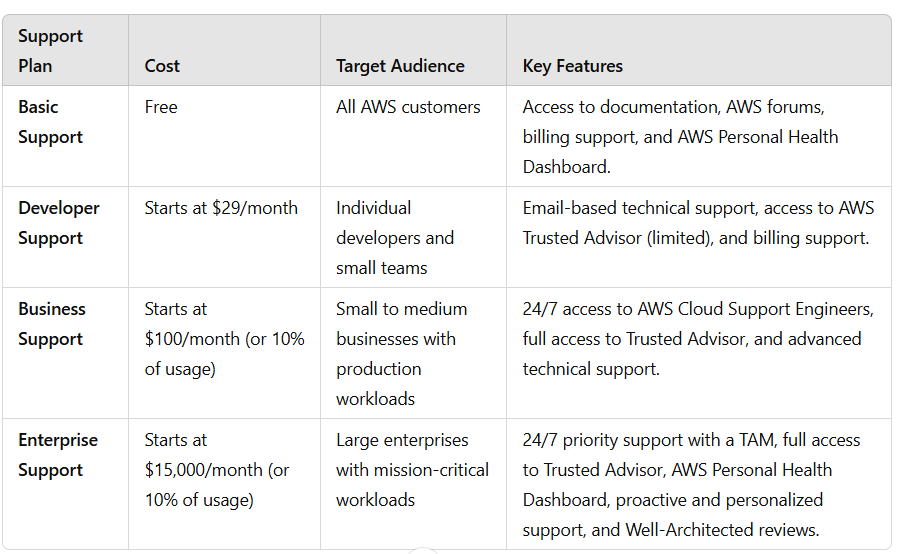 Support
Plan
Cost
Target Audience
Key Features
Basic
Support
Free
All AWS customers
Access to documentation, AWS forums,
billing support, and AWS Personal Health
Dashboard.
Developer
Support
Starts at $29/month
Individual
developers and
small teams
Email-based technical support, access to AWS
Trusted Advisor (limited), and billing support.
Business
Support
Starts at
$100/month (or 10%
of usage)
Small to medium
businesses with
production
workloads
24/7 access to AWS Cloud Support Engineers,
full access to Trusted Advisor, and advanced
technical support.
Enterprise
Support
Starts at
$15,000/month (or
10% of usage)
Large enterprises
with mission-critical
workloads
24/7 priority support with a TAM, full access
to Trusted Advisor, AWS Personal Health
Dashboard, proactive and personalized
support, and Well-Architected reviews.